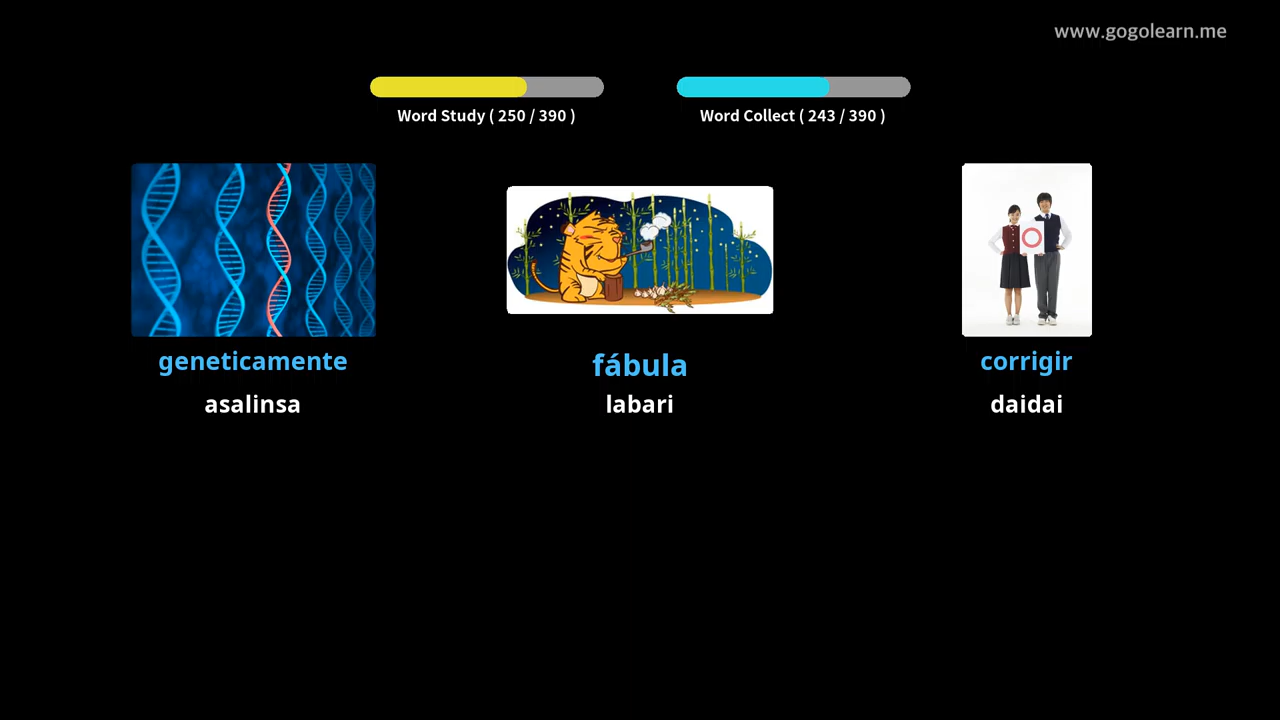 www.gogolearn.me
Word Study ( 250 / 390 )
Word Collect ( 243 / 390 )
geneticamente
fábula
corrigir
asalinsa
labari
daidai